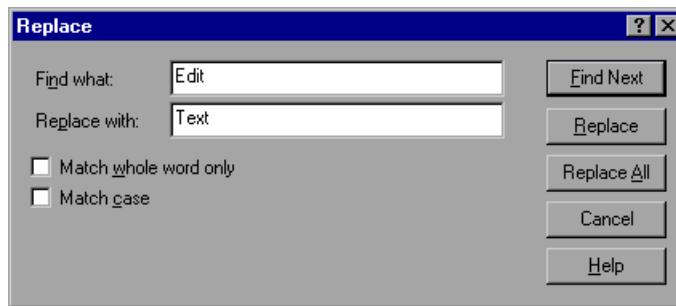 Replace
Find what:
Edit
Find Next
Replace with:
Text
Replace
Match whole word only
Replace All
Match case
Cancel
Help